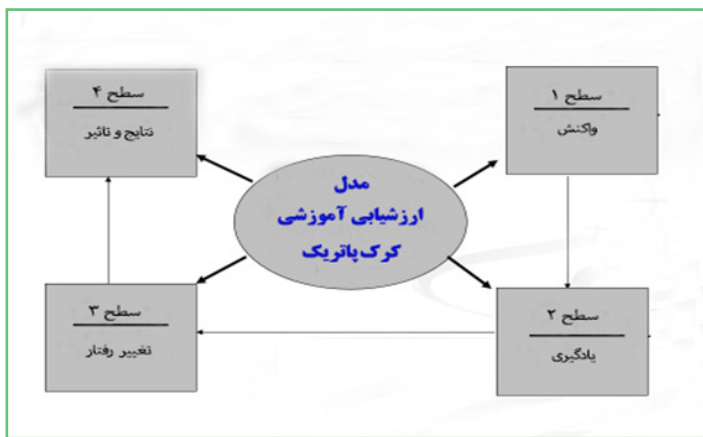 سطح ۱
واکنش
سطح ۴
نتایج و تاثیر
مدل
ارزشیابی آموزشی
کرک پاتریک
سطح ۲
یادگیری
سطح ۳
تغییر رفتار